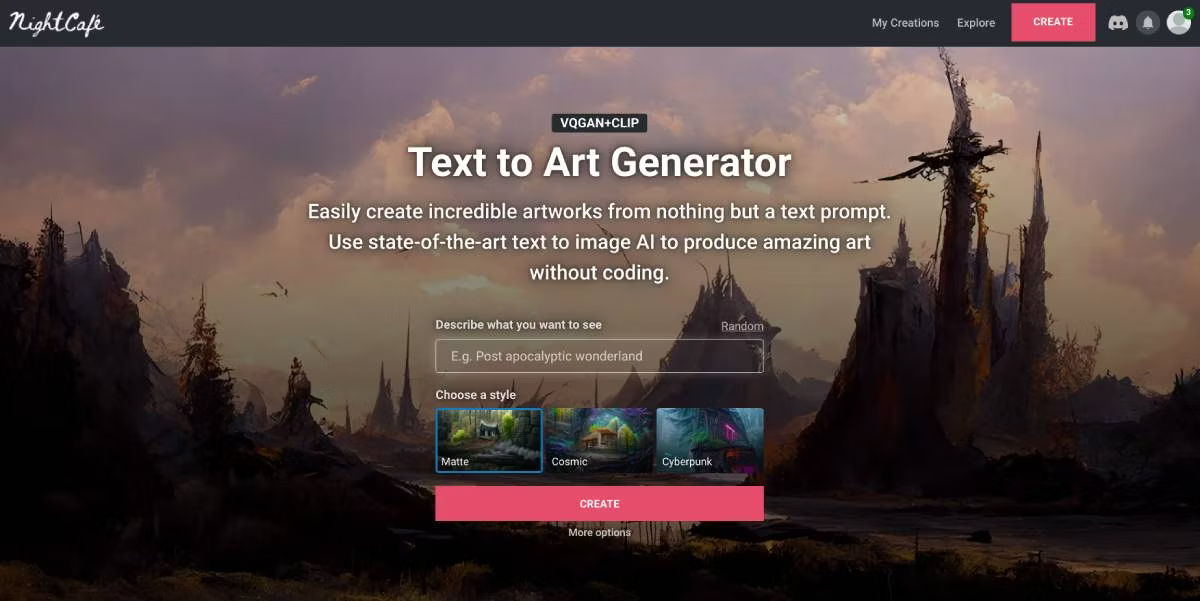 NightCafé
My Creations
Explore
CREATE
3
VQGAN+CLIP
Text to Art Generator
Easily create incredible artworks from nothing but a text prompt.
Use state-of-the-art text to image AI to produce amazing art
without coding.
Describe what you want to see
Random
E.g. Post apocalyptic wonderland
Choose a style
Matte
Cosmic
Cyberpunk
CREATE
More options